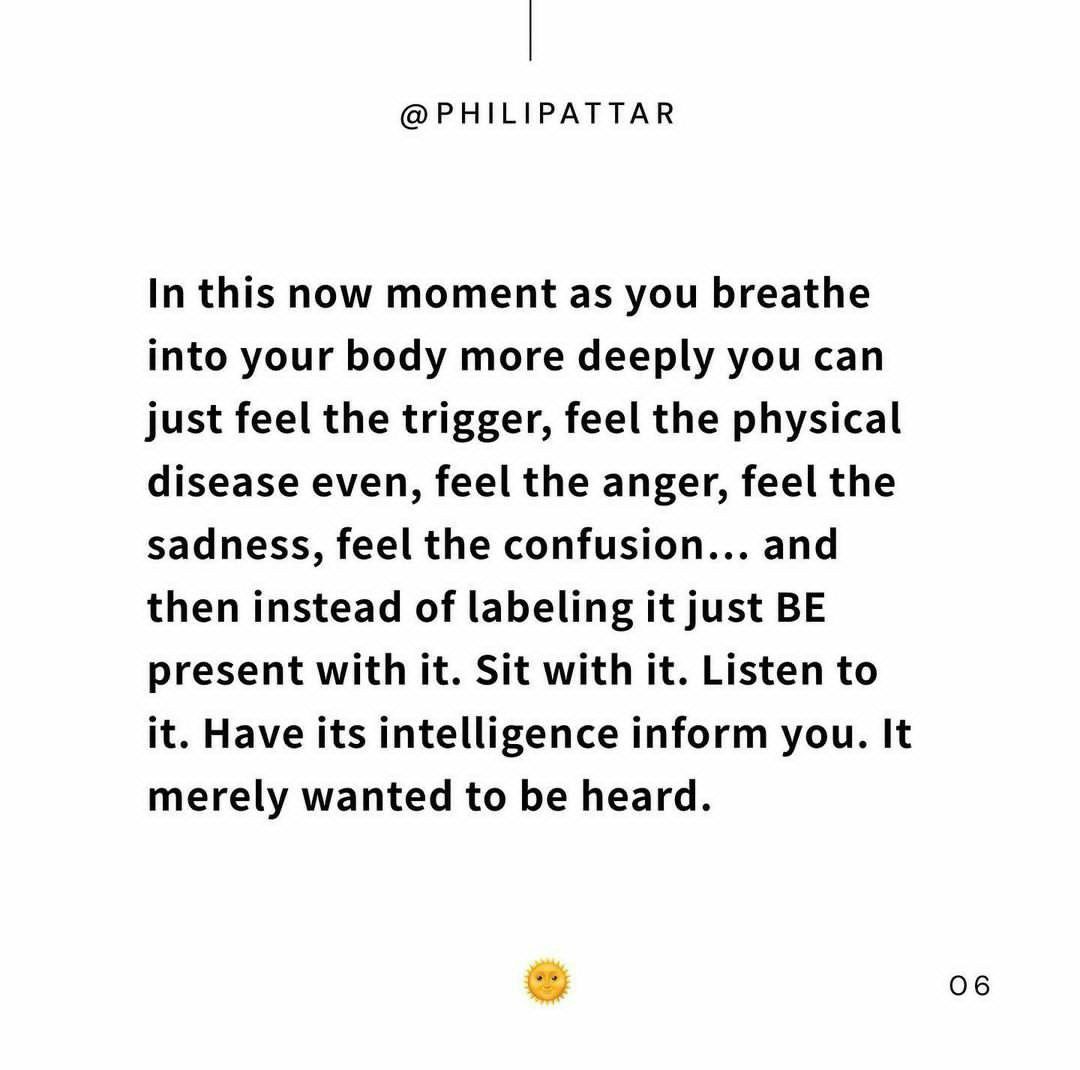 @PHILIPATTAR
In this now moment as you breathe
into your body more deeply you can
just feel the trigger, feel the physical
disease even, feel the anger, feel the
sadness, feel the confusion... and
then instead of labeling it just BE
present with it. Sit with it. Listen to
it. Have its intelligence inform you. It
merely wanted to be heard.
06